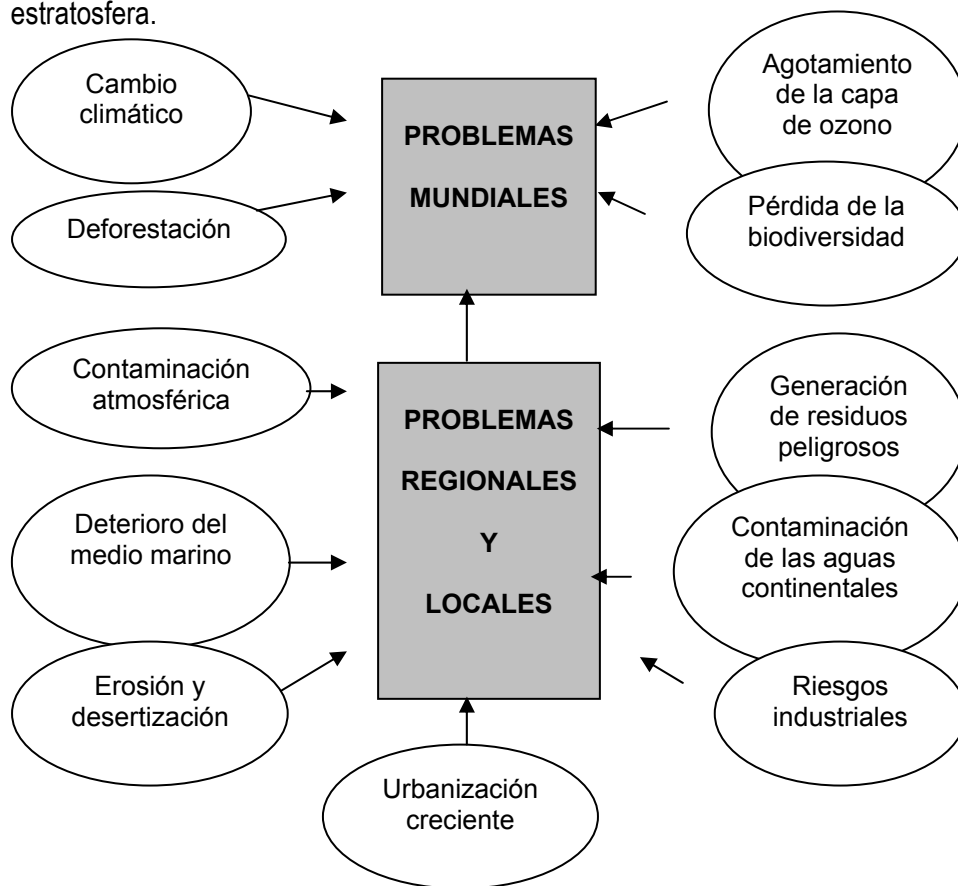 estratosfera.
Cambio
climático
PROBLEMAS
MUNDIALES
Agotamiento
de la capa
de ozono
Deforestación
Pérdida de la
biodiversidad
Contaminación
atmosférica
PROBLEMAS
REGIONALES
Y
LOCALES
Generación
de residuos
peligrosos
Deterioro del
medio marino
Contaminación
de las aguas
continentales
Erosión y
desertización
Riesgos
industriales
Urbanización
creciente